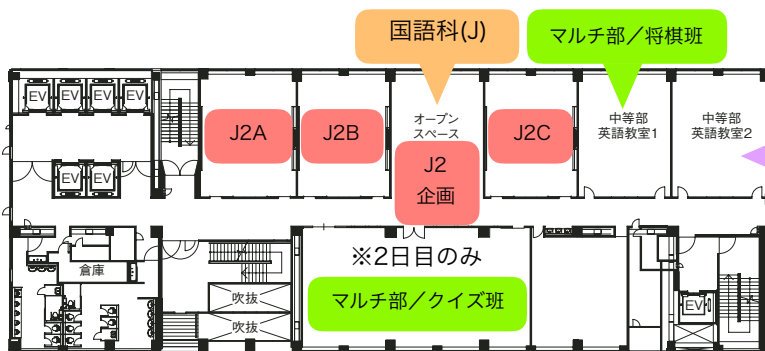 国語科(J)
マルチ部／将棋班
EV
EV
EV
EV
J2A
J2B
オープン
スペース
J2C
中等部
英語教室1
中等部
英語教室2
J2
企画
EV
EV
※2日目のみ
倉庫
マルチ部／クイズ班
吹抜
吹抜
EV